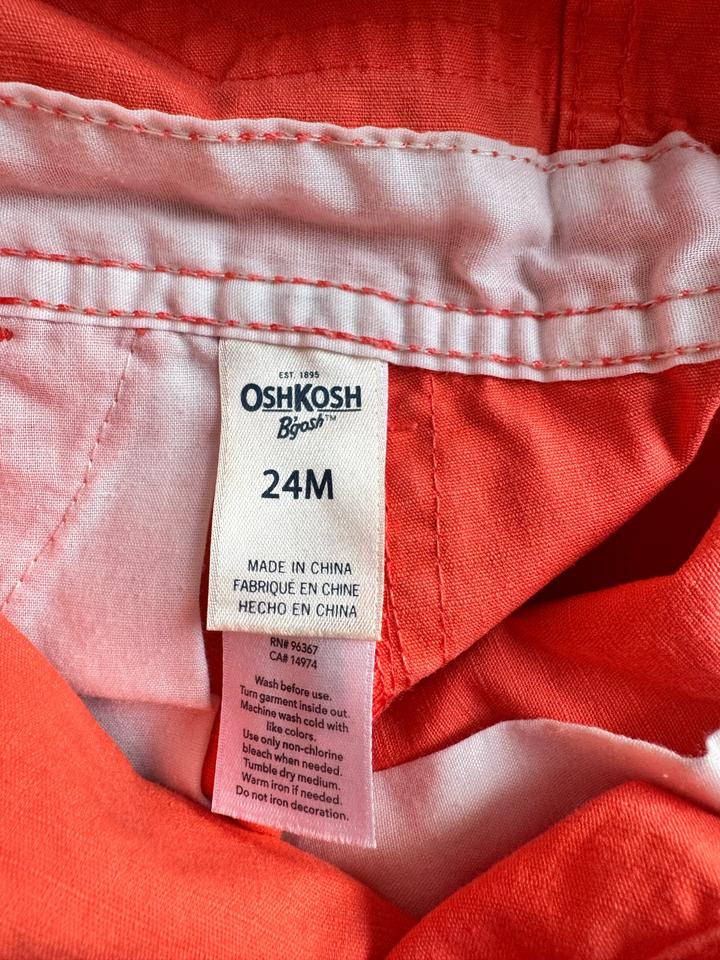 EST. 1895
OSHKOSH
B'gosh™
24M
MADE IN CHINA
FABRIQUÉ EN CHINE
HECHO EN CHINA
RN# 96367
CA# 14974
Wash before use.
Turn garment inside out.
Machine wash cold with
like colors.
Use only non-chlorine
bleach when needed.
Tumble dry medium.
Warm iron if needed.
Do not iron decoration.